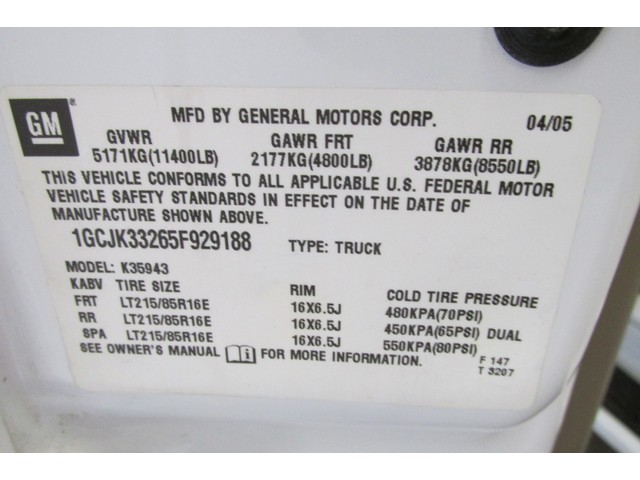 GM
MFD BY GENERAL MOTORS CORP. 04/05
GVWR GAWR FRT GAWR RR
5171KG(11400LB) 2177KG(4800LB) 3878KG(8550LB)
THIS VEHICLE CONFORMS TO ALL APPLICABLE U.S. FEDERAL MOTOR
VEHICLE SAFETY STANDARDS IN EFFECT ON THE DATE OF
MANUFACTURE SHOWN ABOVE.
1GCJK33265F929188 TYPE: TRUCK
MODEL: K35943
KABV TIRE SIZE RIM COLD TIRE PRESSURE
FRT LT215/85R16E 16X6.5J 480KPA(70PSI)
RR LT215/85R16E 16X6.5J 450KPA(65PSI) DUAL
SPA LT215/85R16E 16X6.5J 550KPA(80PSI)
SEE OWNER'S MANUAL FOR MORE INFORMATION. F 147
T 3207